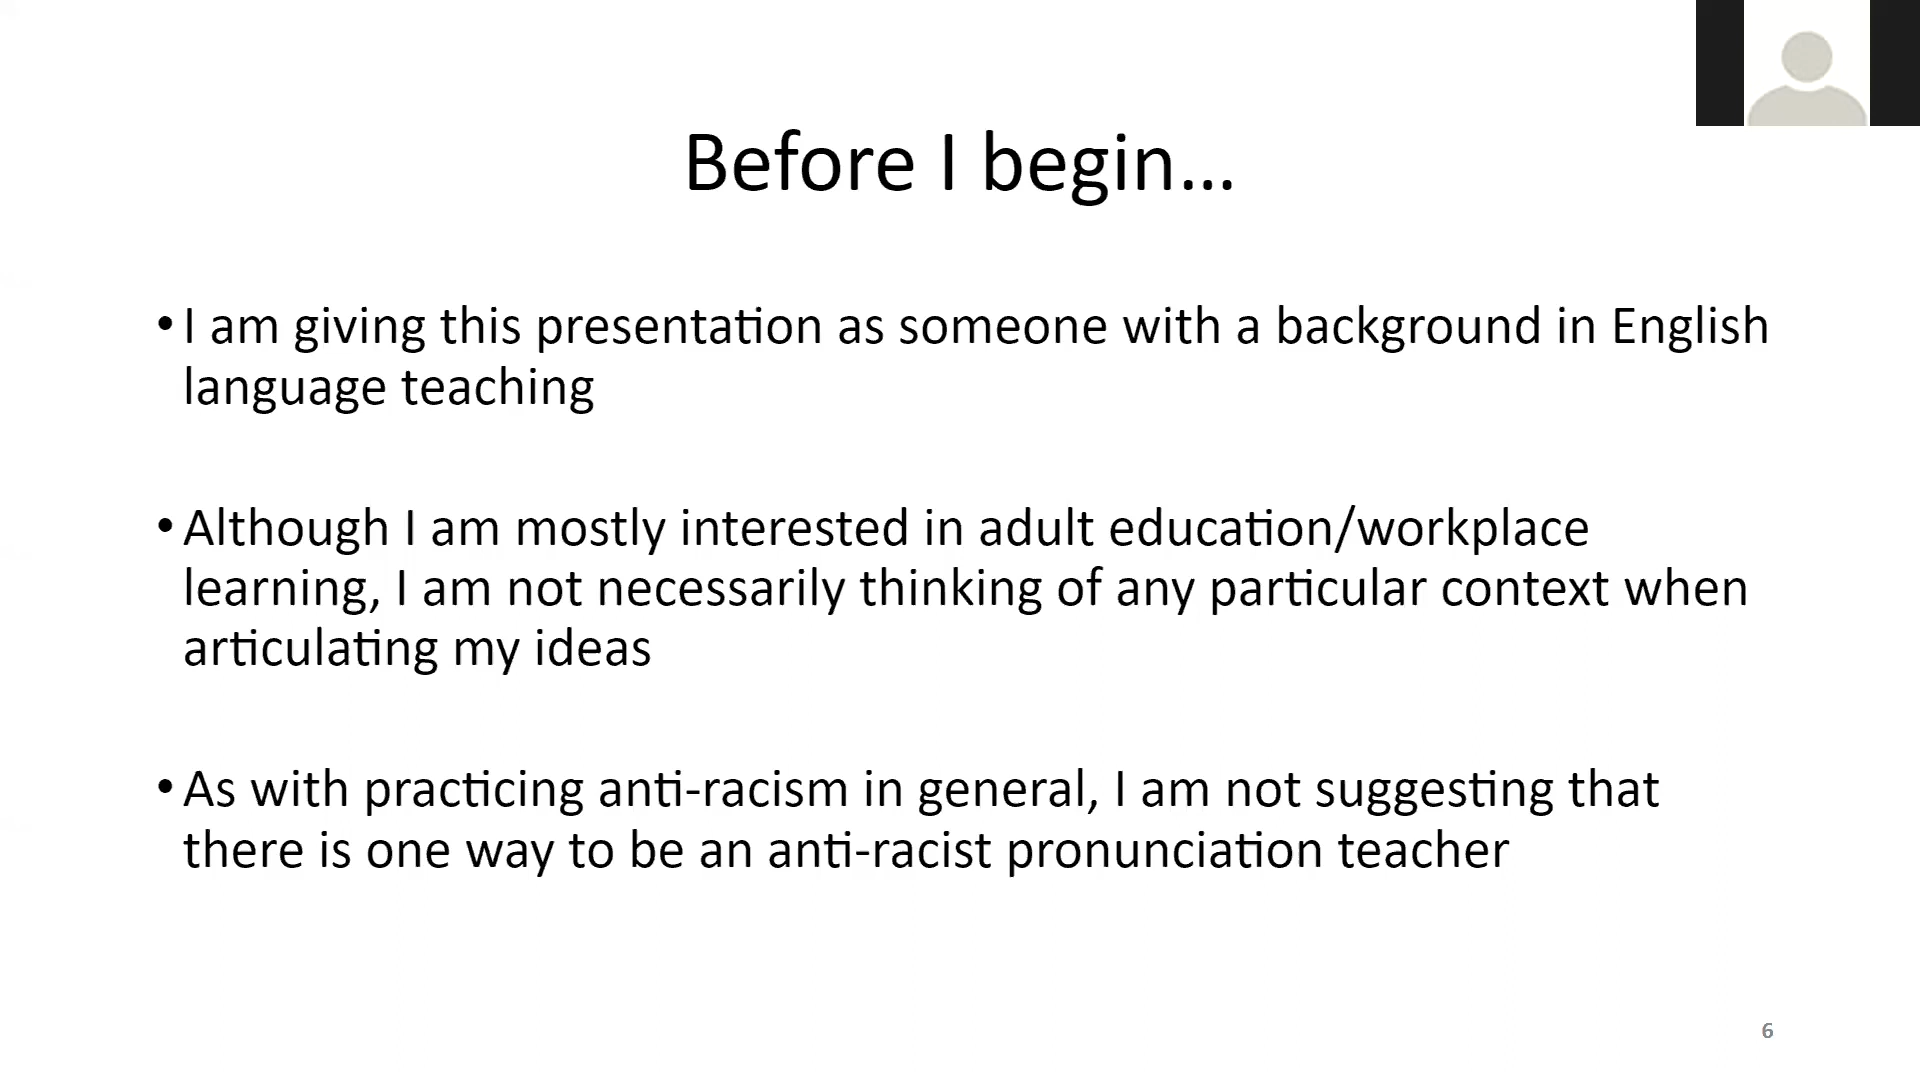 Before I begin…
•I am giving this presentation as someone with a background in English
language teaching
•Although I am mostly interested in adult education/workplace
learning, I am not necessarily thinking of any particular context when
articulating my ideas
•As with practicing anti-racism in general, I am not suggesting that
there is one way to be an anti-racist pronunciation teacher
6